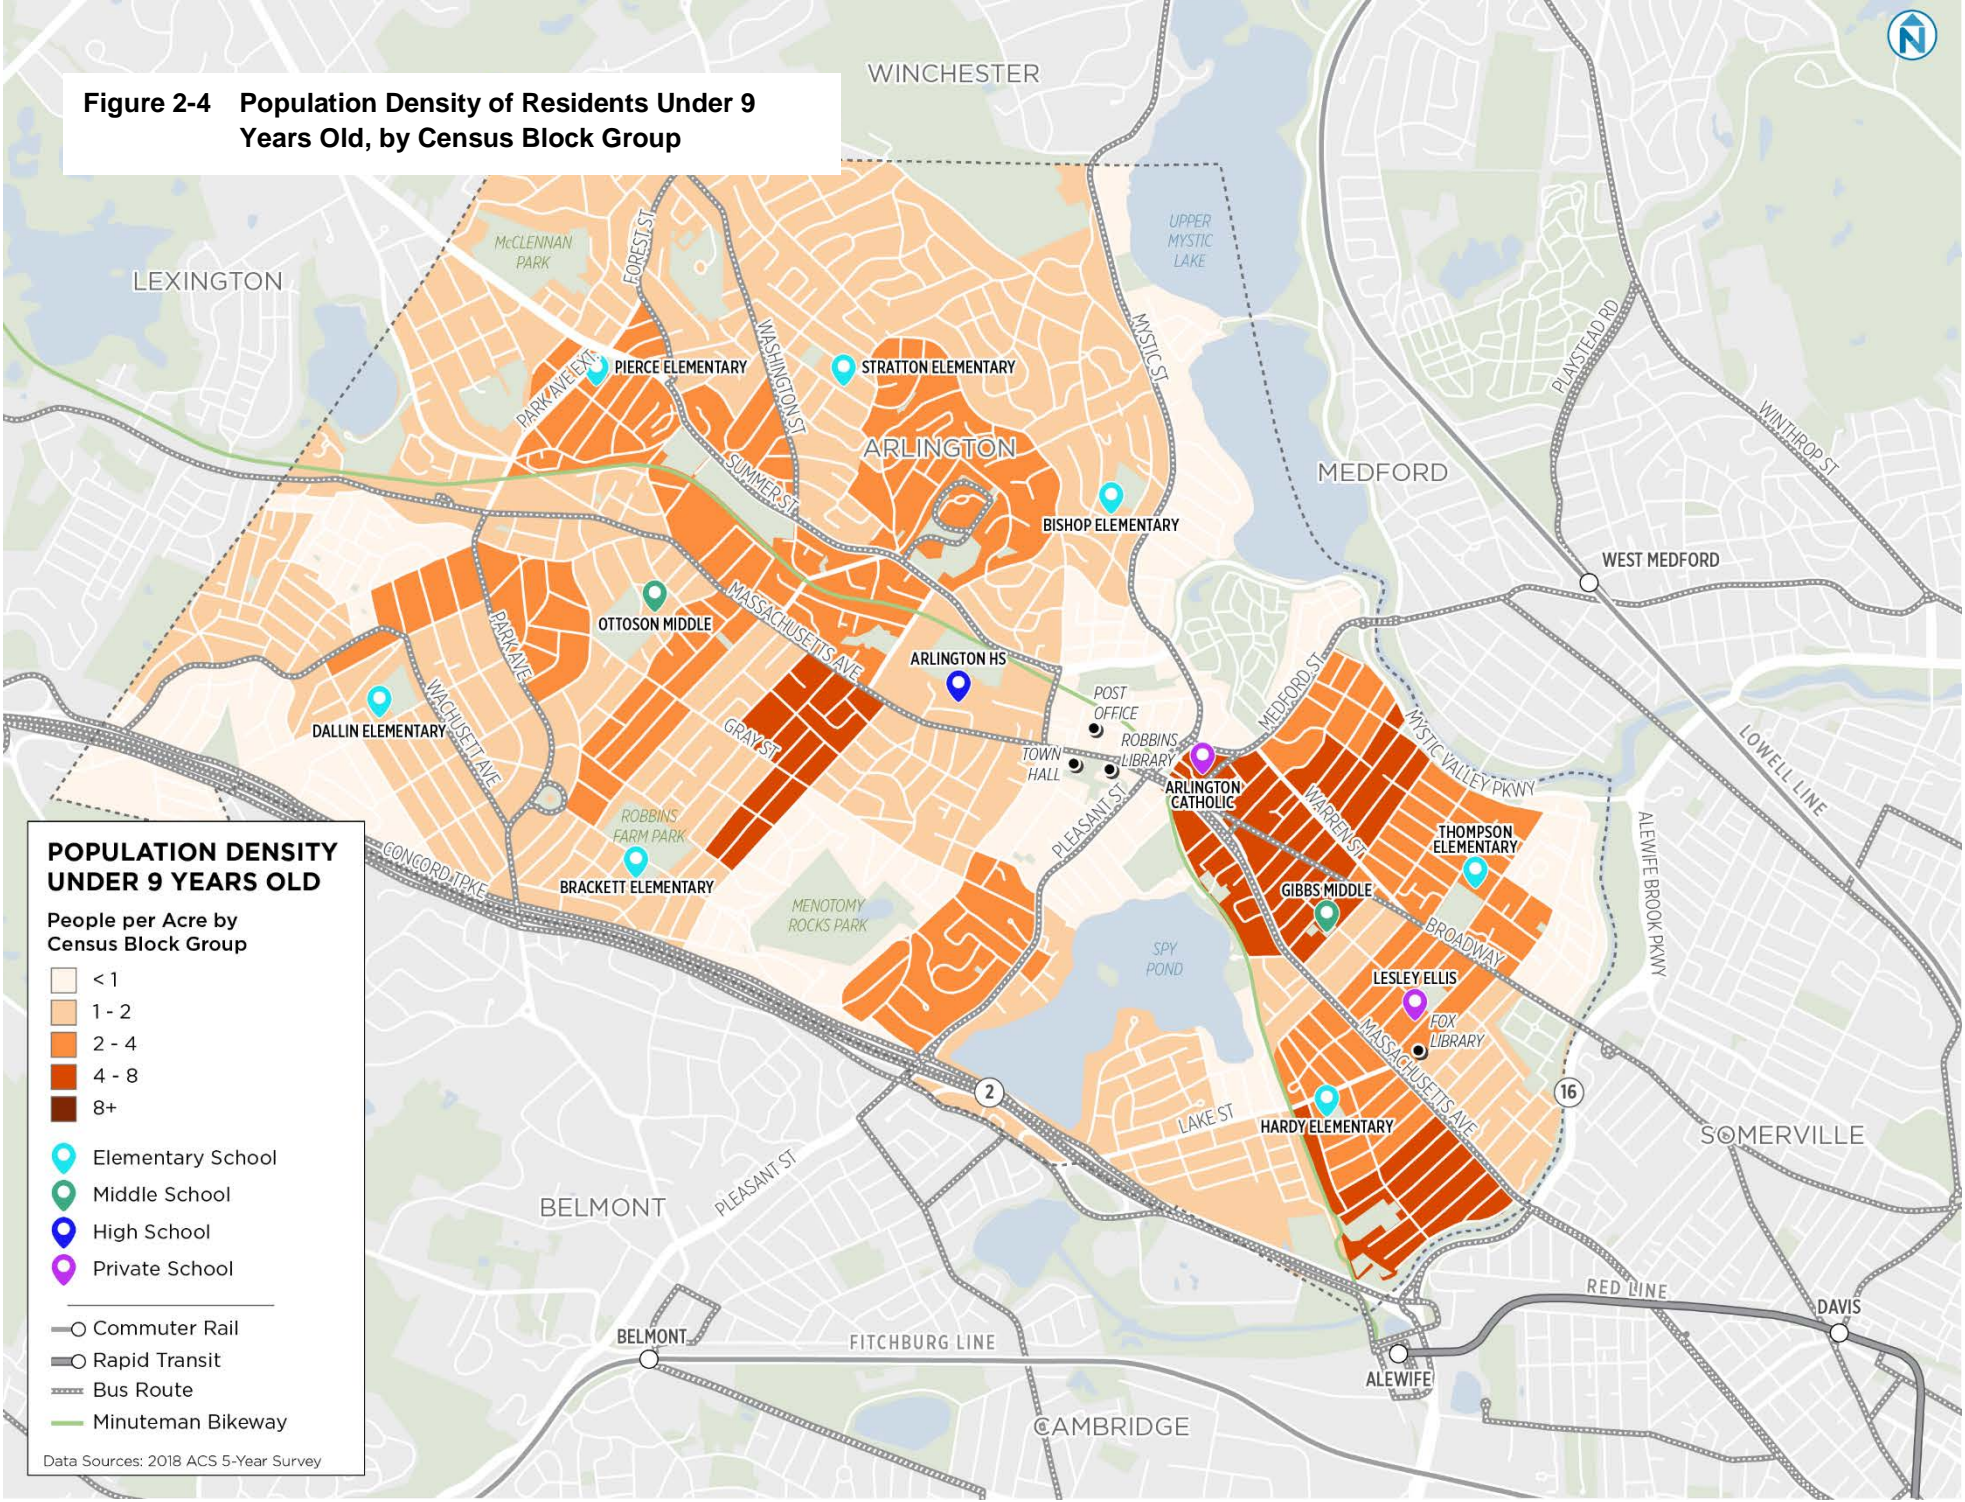 Figure 2-4 Population Density of Residents Under 9
Years Old, by Census Block Group
N
WINCHESTER
LEXINGTON
McCLENNAN
PARK
FOREST ST
UPPER
MYSTIC
LAKE
PLAYSTEAD RD
WINTHROP ST
MYSTIC ST
WASHINGTON ST
PARK AVE EXT.
PIERCE ELEMENTARY
STRATTON ELEMENTARY
ARLINGTON
MEDFORD
SUMMER ST
BISHOP ELEMENTARY
WEST MEDFORD
OTTOSON MIDDLE
MASSACHUSETTS AVE
PARK AVE
ARLINGTON HS
MEDFORD ST
POST
OFFICE
DALLIN ELEMENTARY
WACHUSETT AVE
GRAY ST
TOWN
HALL
ROBBINS
LIBRARY
ARLINGTON
CATHOLIC
MYSTIC VALLEY PKWY
LOWELL LINE
WARREN ST
PLEASANT ST
ROBBINS
FARM PARK
THOMPSON
ELEMENTARY
ALEWIFE BROOK PKWY
CONCORD TPKE
BRACKETT ELEMENTARY
GIBBS MIDDLE
MENOTOMY
ROCKS PARK
BROADWAY
SPY
POND
LESLEY ELLIS
FOX
LIBRARY
MASSACHUSETTS AVE
2
16
LAKE ST
HARDY ELEMENTARY
SOMERVILLE
BELMONT
PLEASANT ST
RED LINE
DAVIS
BELMONT
FITCHBURG LINE
ALEWIFE
CAMBRIDGE
POPULATION DENSITY
UNDER 9 YEARS OLD
People per Acre by
Census Block Group
< 1
1 - 2
2 - 4
4 - 8
8+
Elementary School
Middle School
High School
Private School
Commuter Rail
Rapid Transit
Bus Route
Minuteman Bikeway
Data Sources: 2018 ACS 5-Year Survey